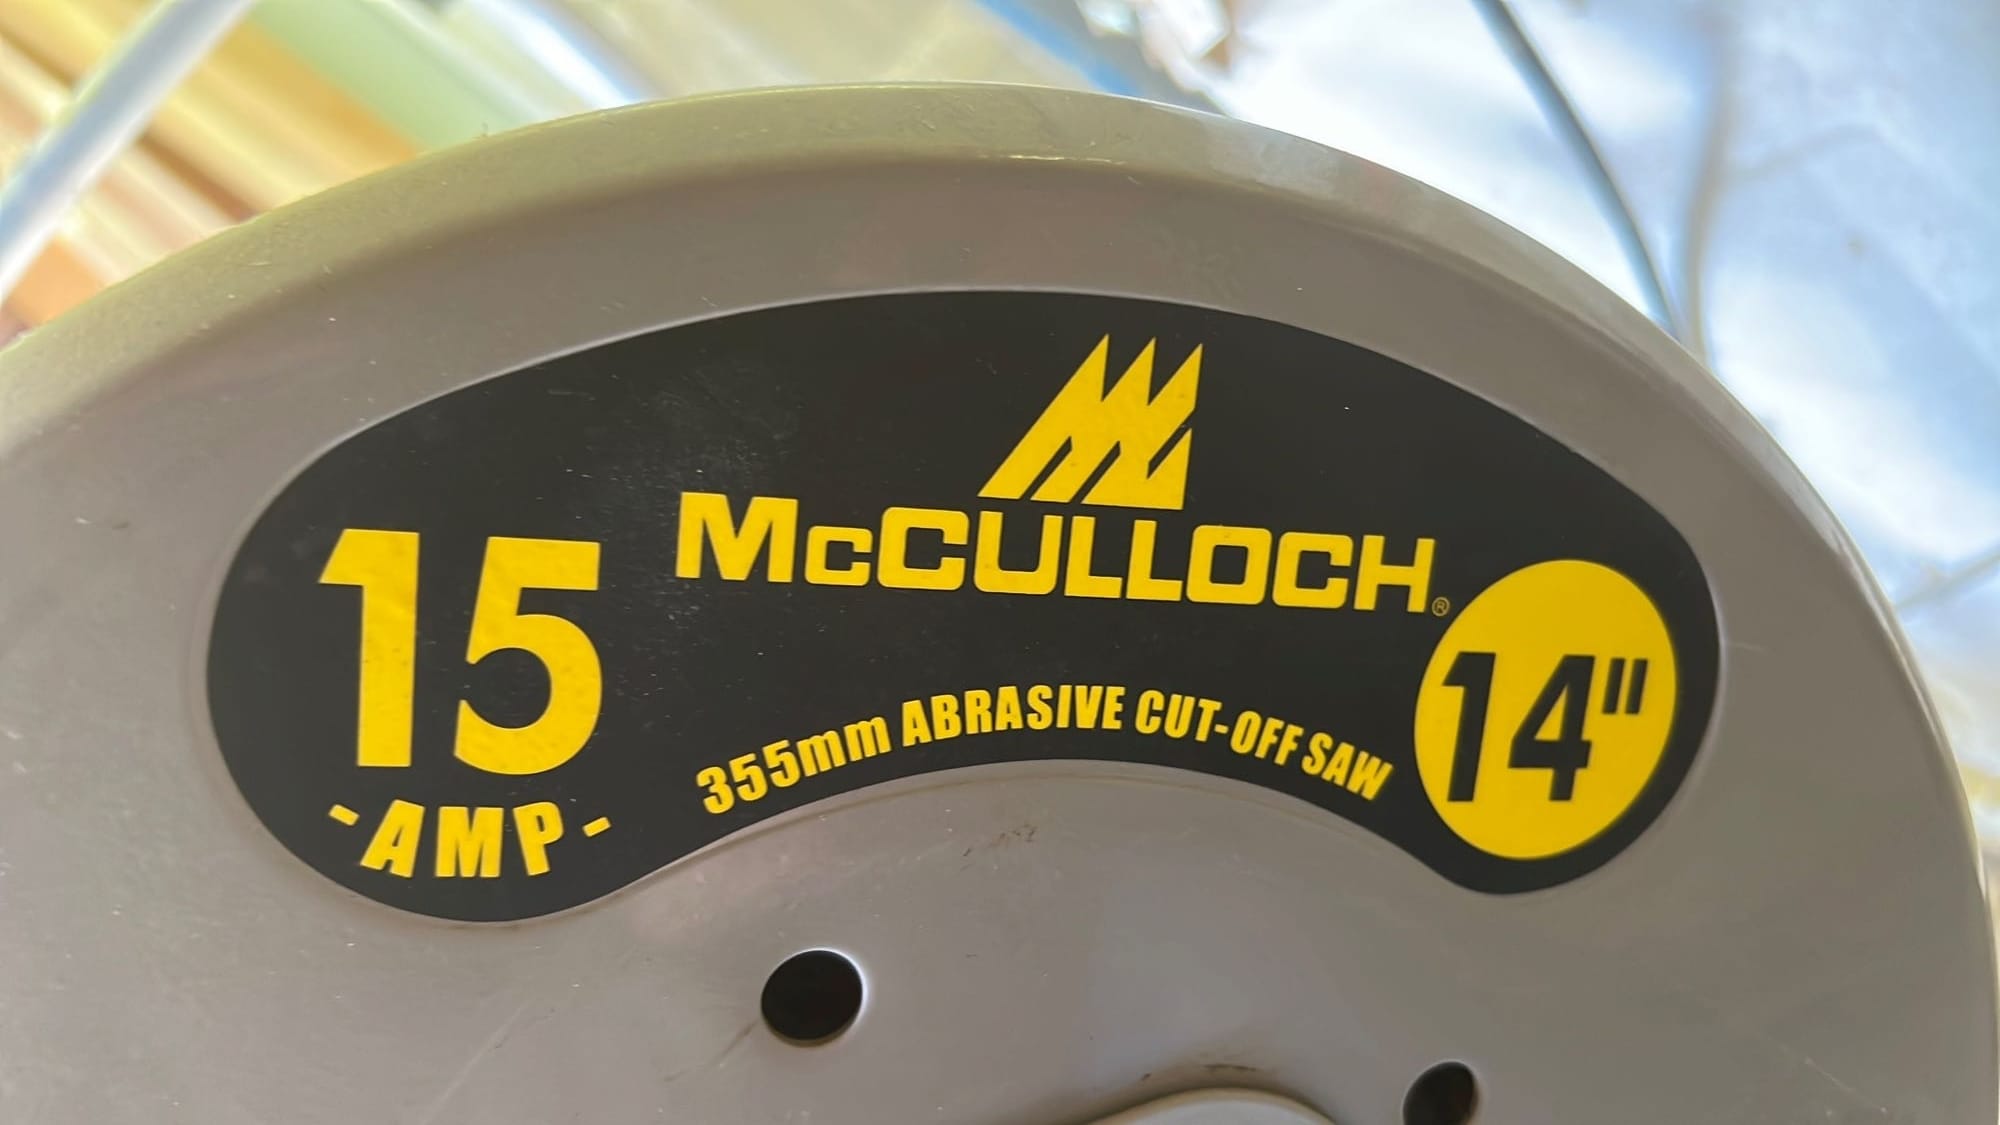 McCULLOCH®
15
-AMP-
355mm ABRASIVE CUT-OFF SAW
14"